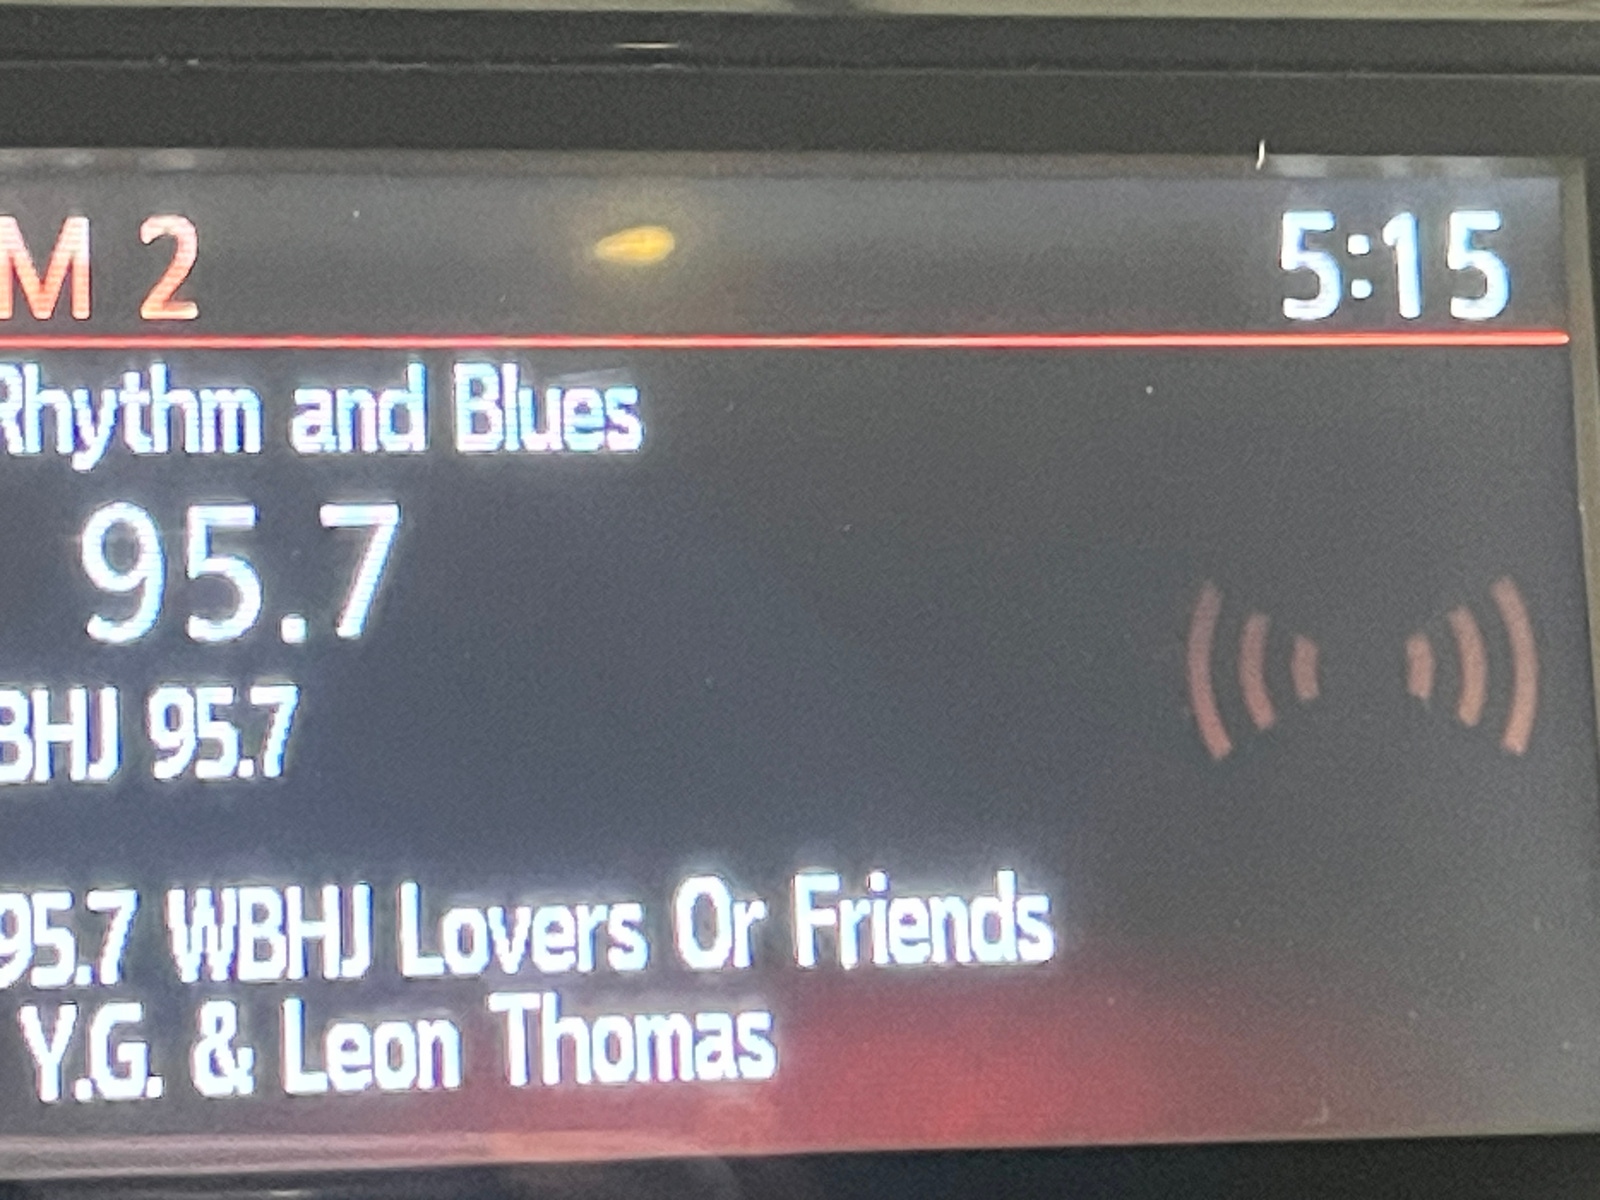 M 2
5:15
Rhythm and Blues
95.7
BHJ 95.7
95.7 WBHJ Lovers Or Friends
Y.G. & Leon Thomas